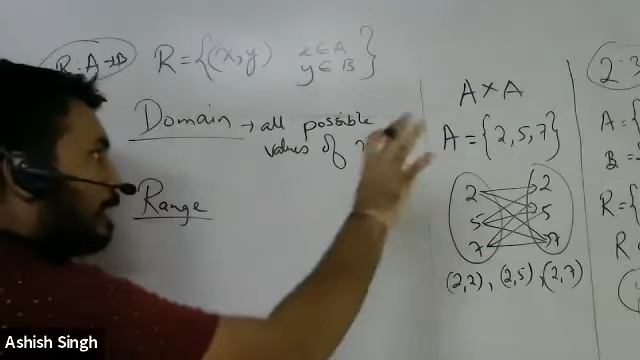 R: A→B
R = {(x,y) x ∈ A
y ∈ B}
Domain → all possible
values of
Range
A × A
A = {2, 5, 7}
2 2
5 5
7 7
(2,2), (2,5), (2,7)
A = {
B =
R = {
R
Ashish Singh